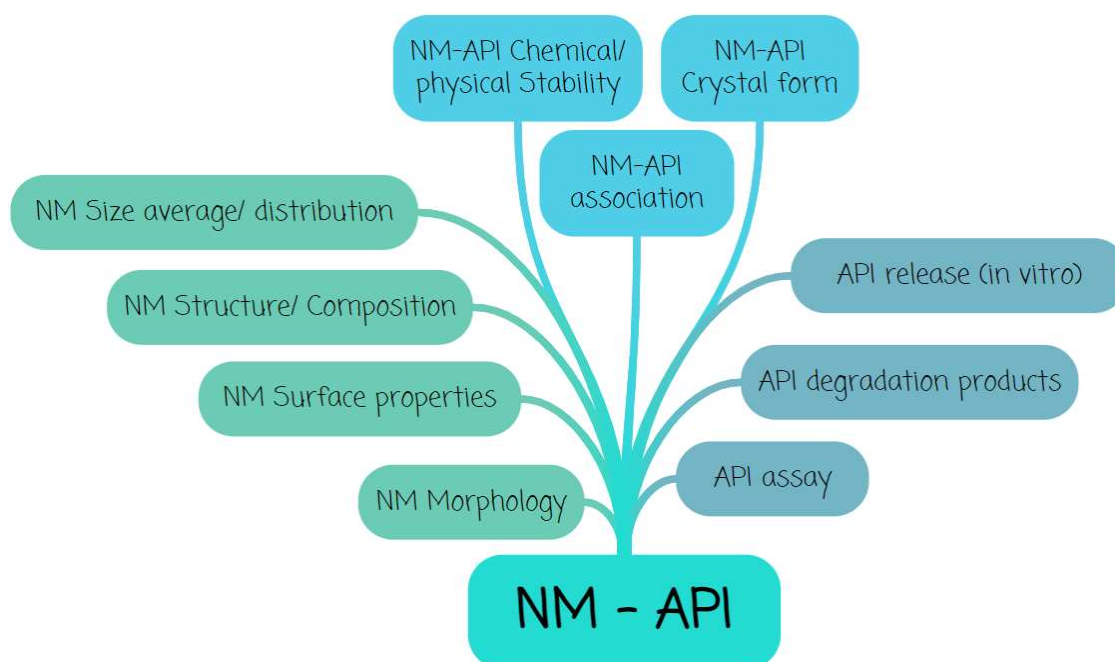 NM-API Chemical/
physical Stability
NM-API
Crystal form
NM-API
association
NM Size average/ distribution
API release (in vitro)
NM Structure/ Composition
API degradation products
NM Surface properties
API assay
NM Morphology
NM - API